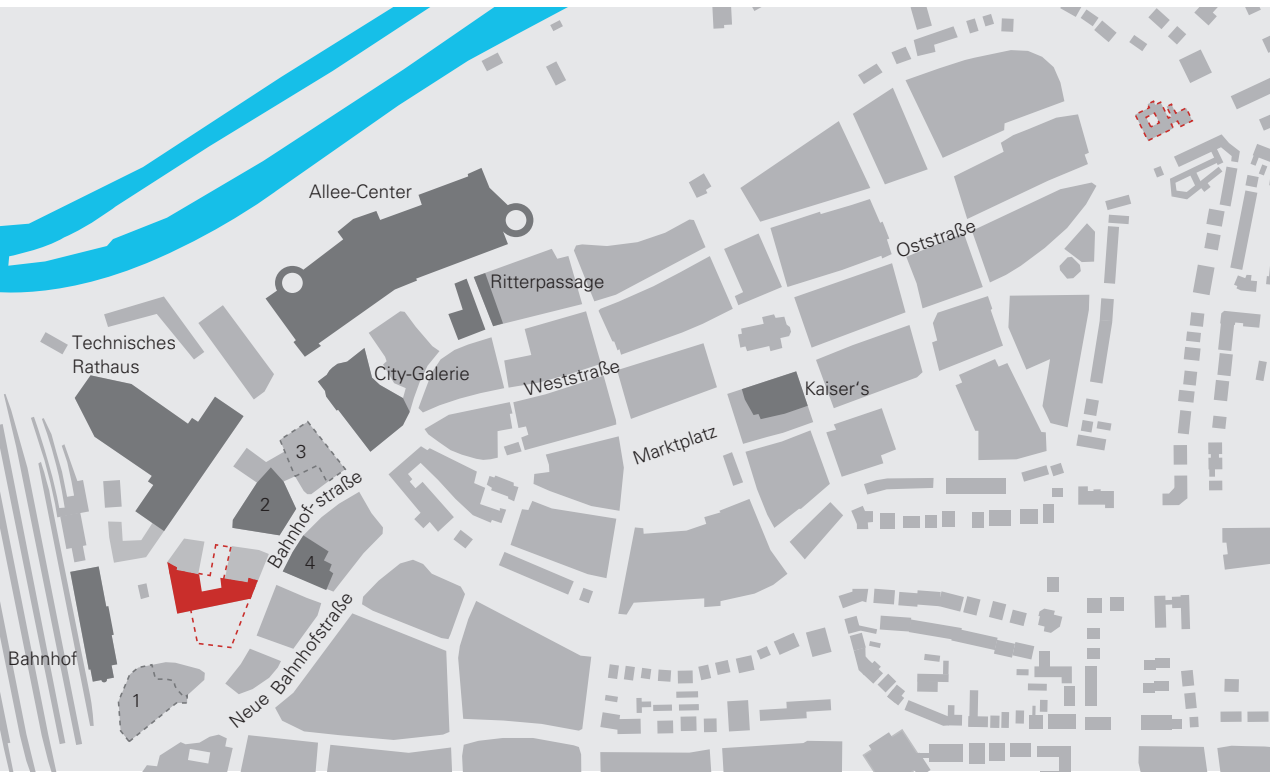 Allee-Center
Ritterpassage
Oststraße
Technisches
Rathaus
City-Galerie
Weststraße
Kaiser's
Marktplatz
3
2
Bahnhof-straße
4
Neue Bahnhofstraße
Bahnhof
1